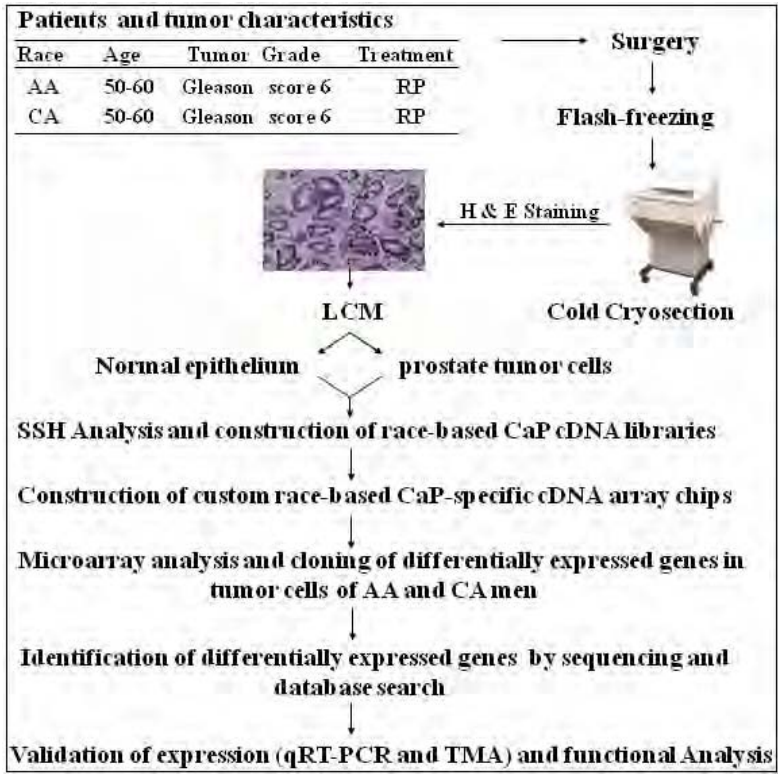 Patients and tumor characteristics
Race Age Tumor Grade Treatment
AA 50-60 Gleason score 6 RP
CA 50-60 Gleason score 6 RP
Surgery
Flash-freezing
Cold Cryosection
H & E Staining
LCM
Normal epithelium
prostate tumor cells
SSH Analysis and construction of race-based CaP cDNA libraries
Construction of custom race-based CaP-specific cDNA array chips
Microarray analysis and cloning of differentially expressed genes in
tumor cells of AA and CA men
Identification of differentially expressed genes by sequencing and
database search
Validation of expression (qRT-PCR and TMA) and functional Analysis